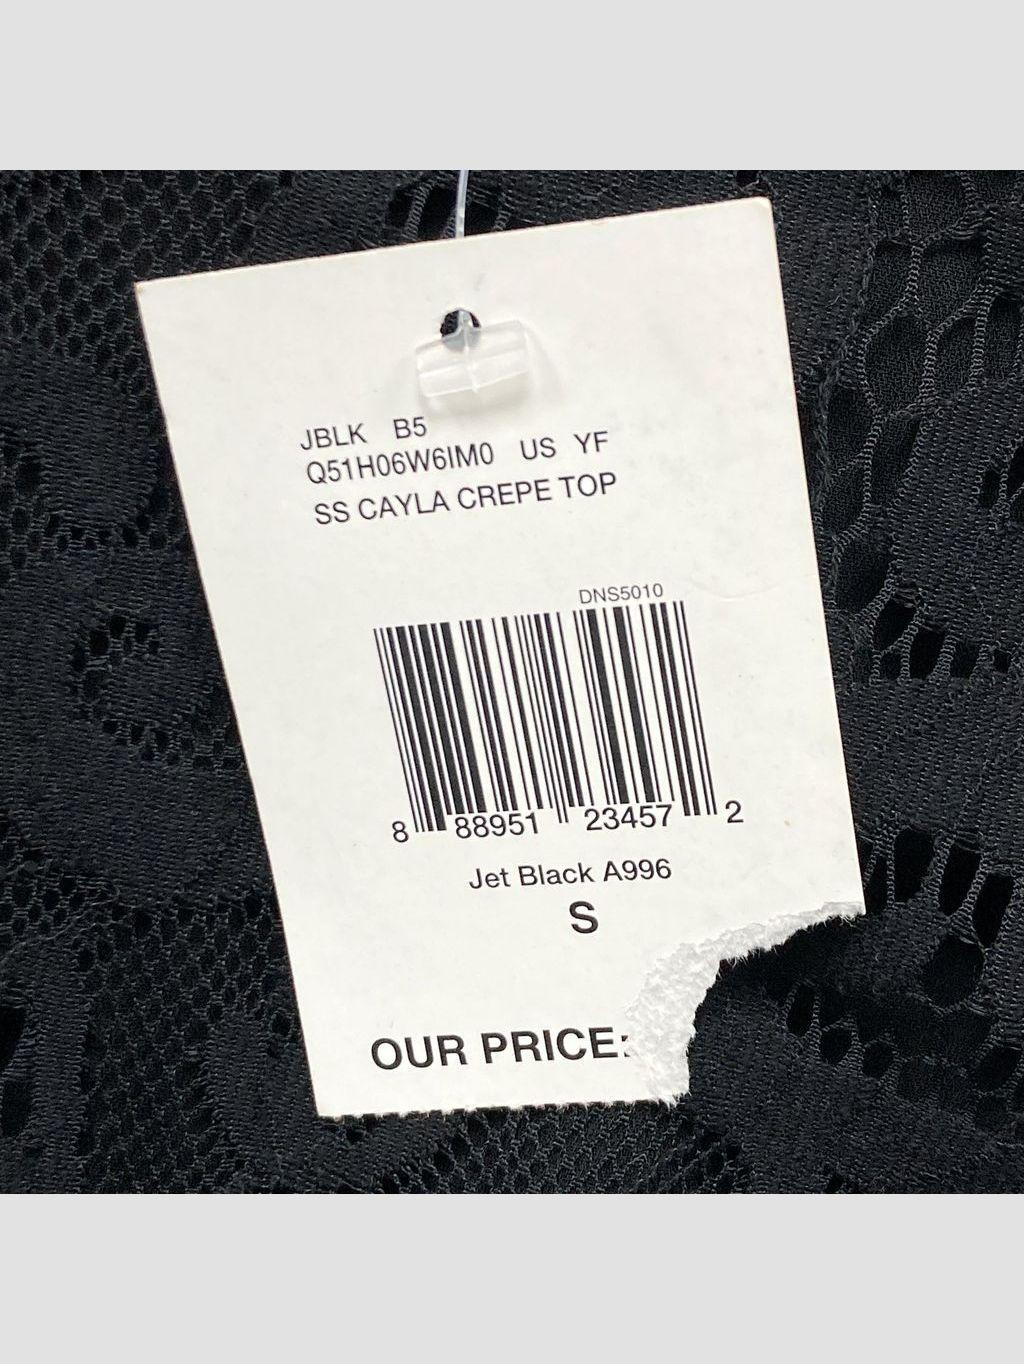 JBLK B5
Q51H06W6IM0 US YF
SS CAYLA CREPE TOP
DNS5010
8 88951 23457 2
Jet Black A996
S
OUR PRICE: